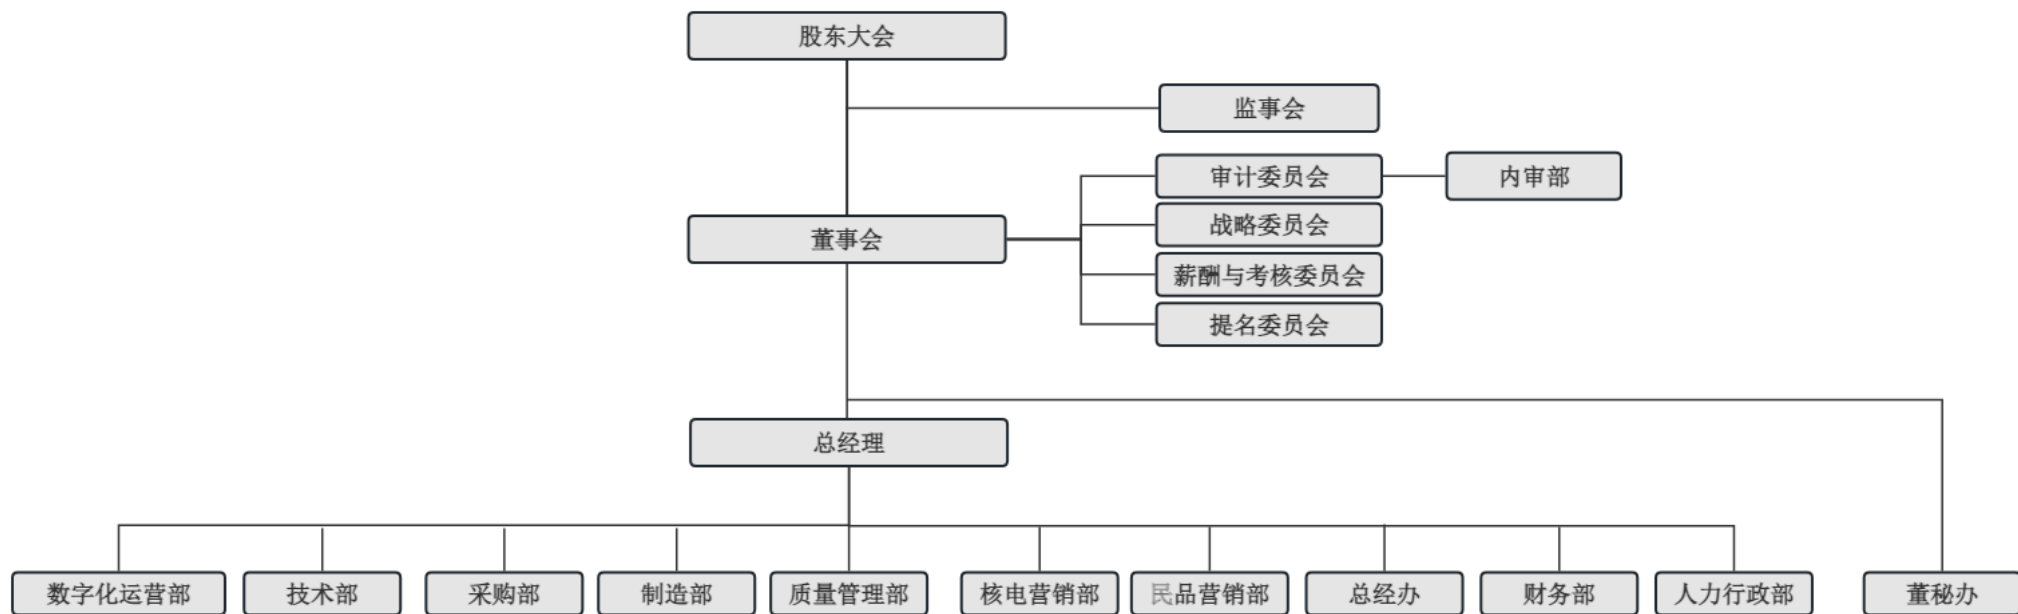 股东大会
监事会
审计委员会
内审部
战略委员会
董事会
薪酬与考核委员会
提名委员会
总经理
数字化运营部
技术部
采购部
制造部
质量管理部
核电营销部
民品营销部
总经办
财务部
人力行政部
董秘办